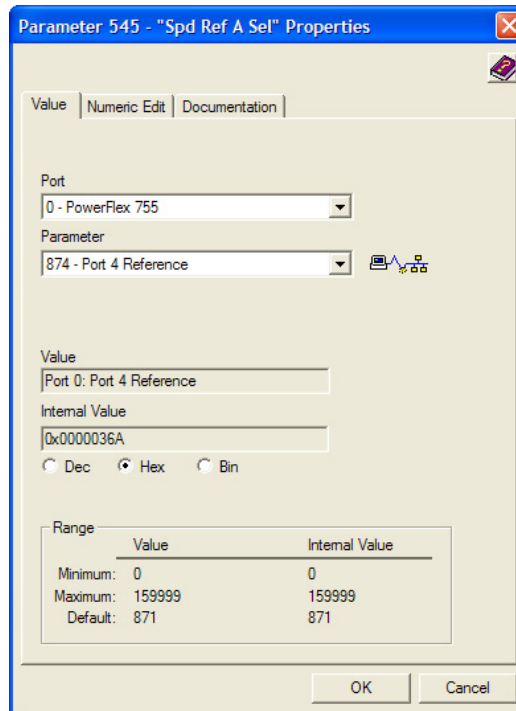 Parameter 545 - "Spd Ref A Sel" Properties
Value Numeric Edit Documentation
Port
0 - PowerFlex 755
Parameter
874 - Port 4 Reference
Value
Port 0: Port 4 Reference
Internal Value
0x0000036A
Dec Hex Bin
Range
Value Internal Value
Minimum: 0 0
Maximum: 159999 159999
Default: 871 871
OK Cancel